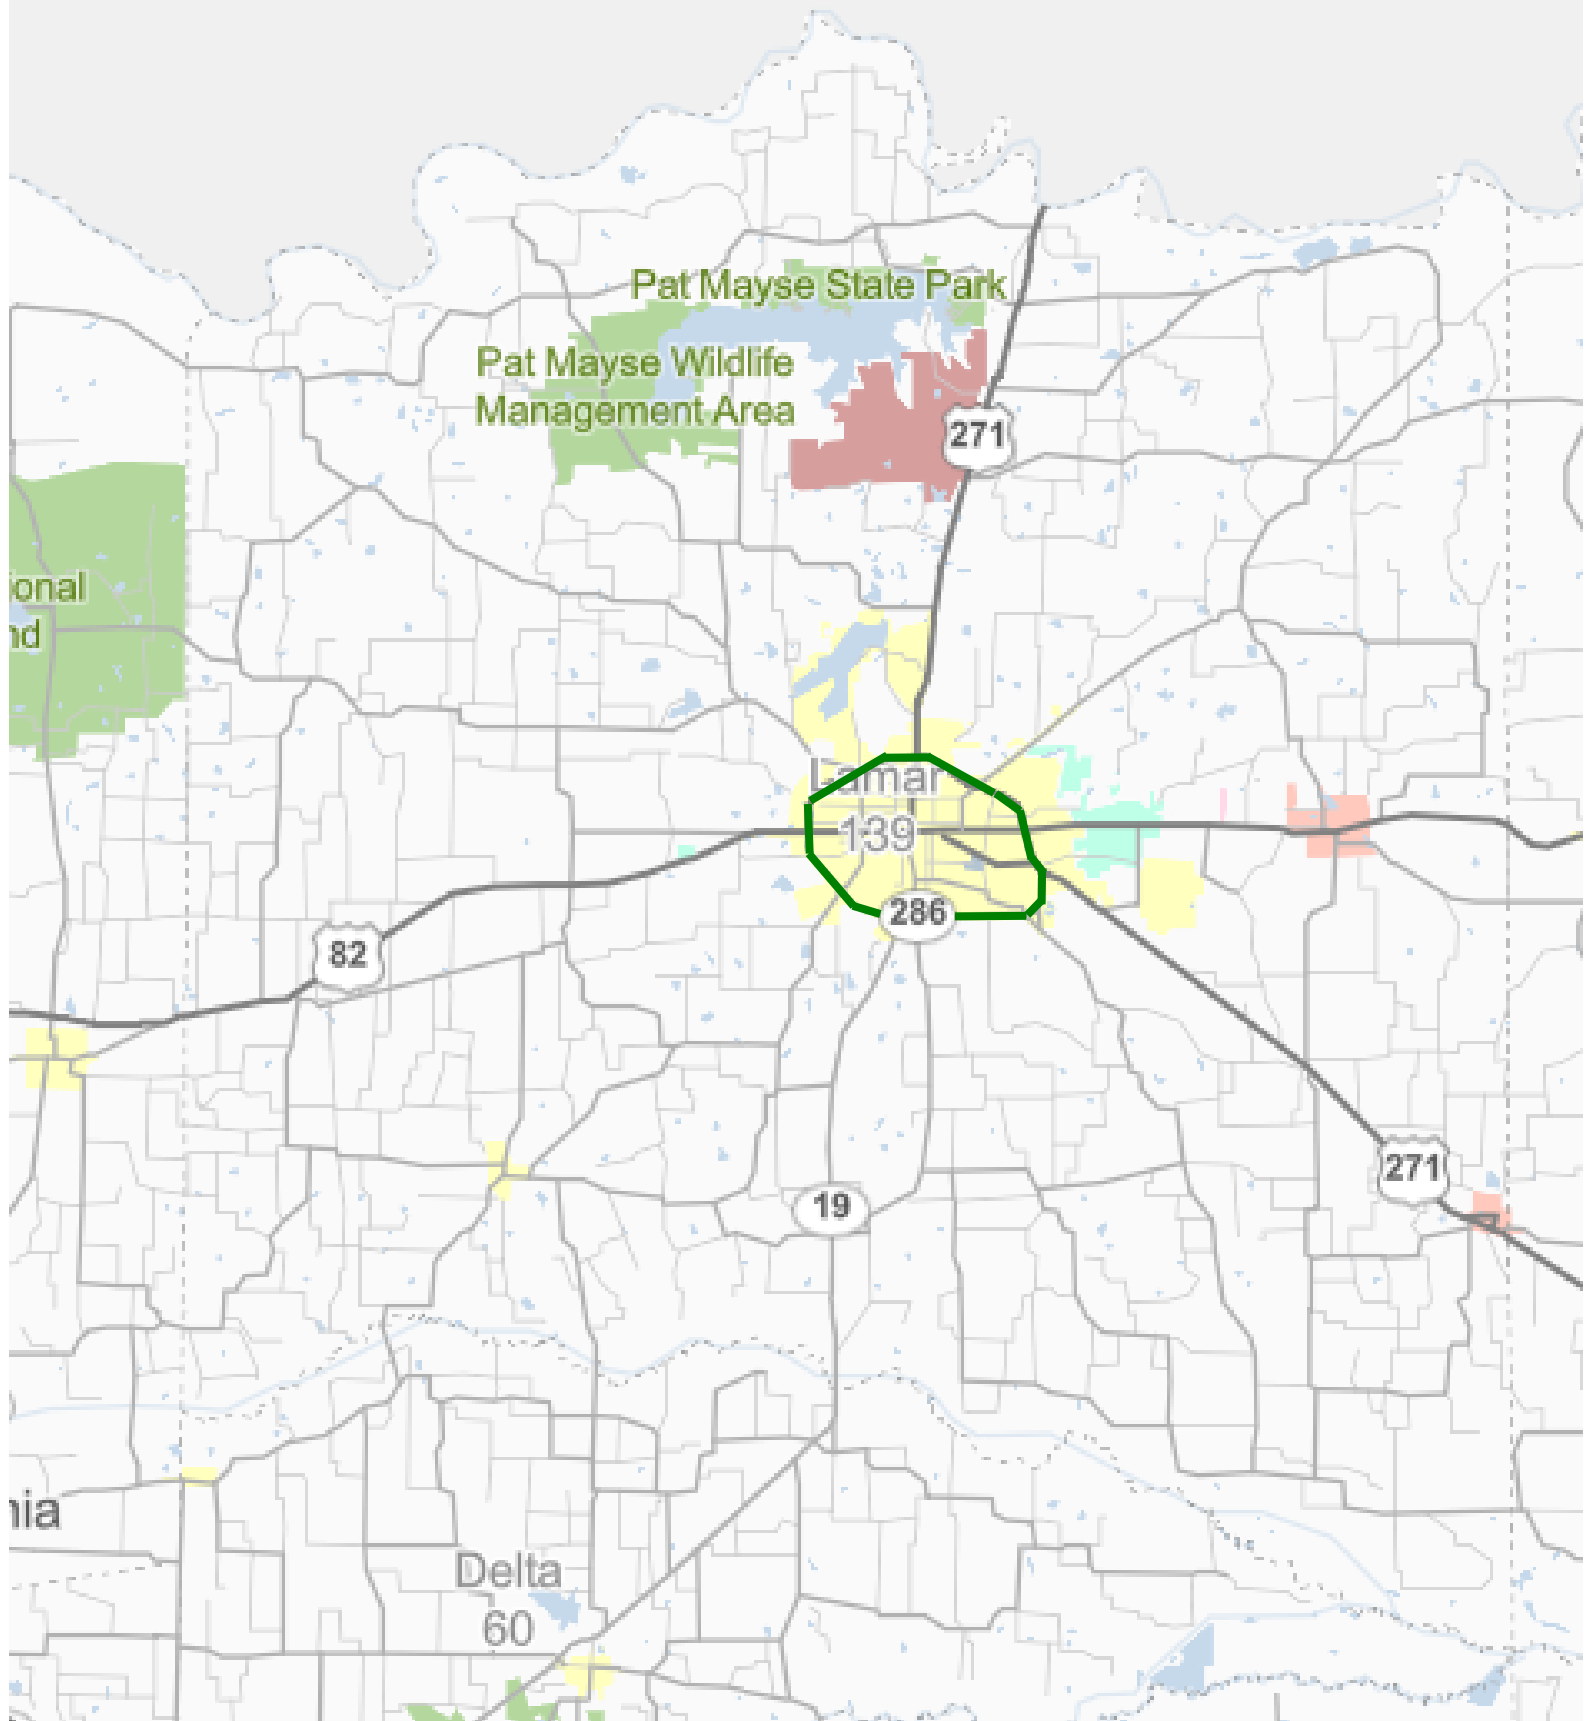 Pat Mayse State Park
Pat Mayse Wildlife
Management Area
271
ional
nd
Lamar
139
286
82
271
19
nia
Delta
60